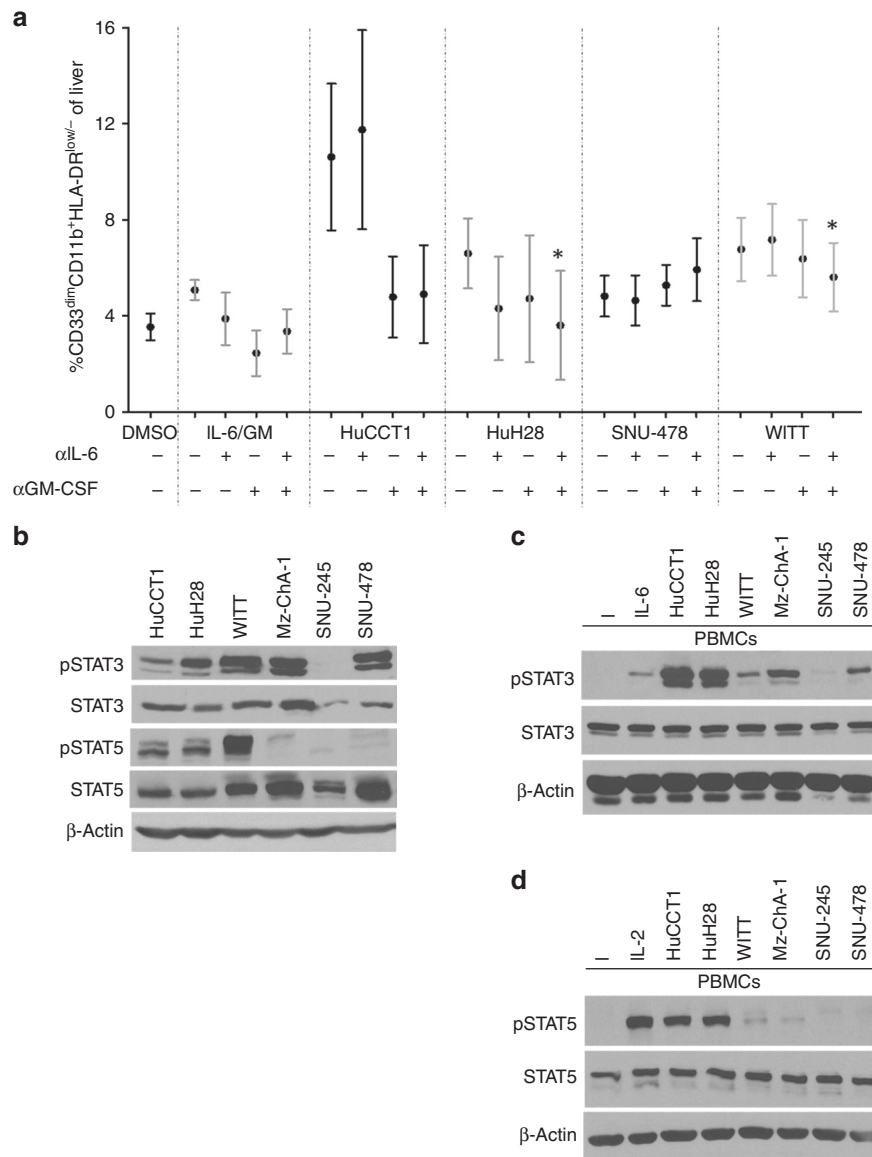 a
%CD33dimCD11b+HLA-DRlow/− of liver
16
12
8
4
0
* *
DMSO IL-6/GM HuCCT1 HuH28 SNU-478 WITT
αIL-6 − − + − + − + − + − + − + − + − + − + − +
αGM-CSF − − − + + − − + + − − + + − − + + − − + +
b
HuCCT1 HuH28 WITT Mz-ChA-1 SNU-245 SNU-478
pSTAT3
STAT3
pSTAT5
STAT5
β-Actin
c
– IL-6 HuCCT1 HuH28 WITT Mz-ChA-1 SNU-245 SNU-478
PBMCs
pSTAT3
STAT3
β-Actin
d
– IL-2 HuCCT1 HuH28 WITT Mz-ChA-1 SNU-245 SNU-478
PBMCs
pSTAT5
STAT5
β-Actin